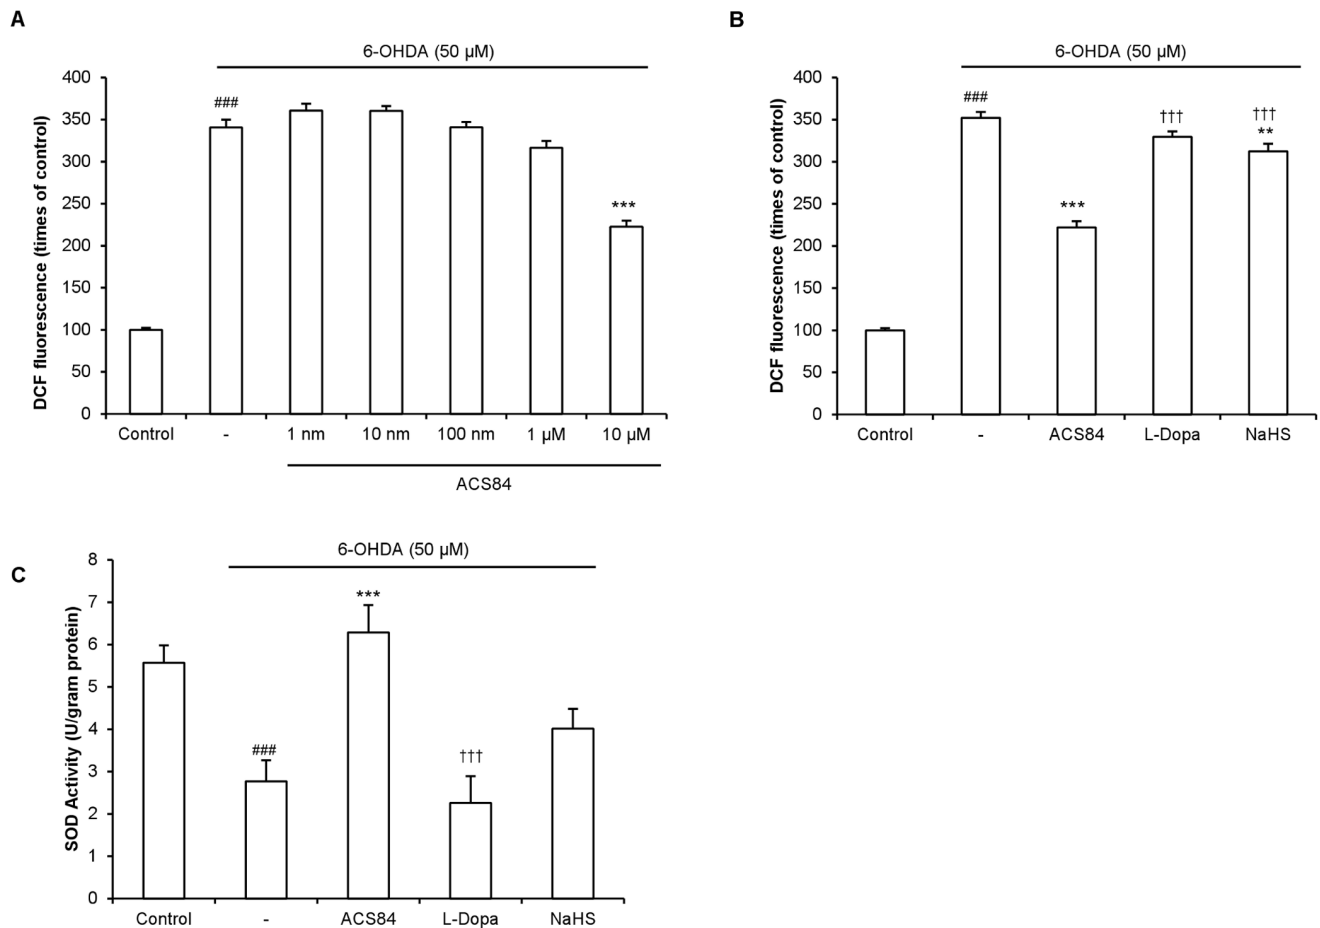 A
6-OHDA (50 µM)
DCF fluorescence (times of control)
400
350
300
250
200
150
100
50
0
###
***
Control
-
1 nm
10 nm
100 nm
1 µM
10 µM
ACS84
B
6-OHDA (50 µM)
DCF fluorescence (times of control)
400
350
300
250
200
150
100
50
0
###
***
†††
†††
**
Control
-
ACS84
L-Dopa
NaHS
C
6-OHDA (50 µM)
SOD Activity (U/gram protein)
8
7
6
5
4
3
2
1
0
###
***
†††
Control
-
ACS84
L-Dopa
NaHS